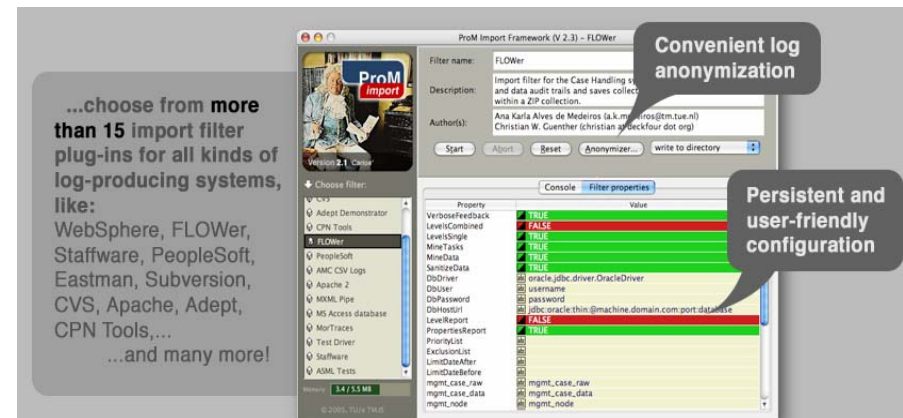 ...choose from more
than 15 import filter
plug-ins for all kinds of
log-producing systems,
like:
WebSphere, FLOWer,
Staffware, PeopleSoft,
Eastman, Subversion,
CVS, Apache, Adept,
CPN Tools,...
...and many more!
ProM Import Framework (V 2.3) – FLOWer
ProM
import
Version 2.1
Choose filter:
CVS
Adept Demonstrator
CPN Tools
FLOWer
PeopleSoft
AMC CSV Logs
Apache 2
MXML Pipe
MS Access database
MorTraces
Test Driver
Staffware
ASML Tests
Memory: 3.4 / 5.5 MB
© 2005, TU/e
Filter name: FLOWer
Description: Import filter for the Case Handling
and data audit trails and saves
within a ZIP collection.
Author(s): Ana Karla Alves de Medeiros (a.k.medeiros@tm.tue.nl)
Christian W. Guenther (christian at deckfour dot org)
Start Abort Reset Anonymizer... write to directory
Console Filter properties
Property Value
VerboseFeedback TRUE
LevelsCombined FALSE
LevelsSingle TRUE
MineTasks TRUE
MineData TRUE
SanitizeData TRUE
DbDriver oracle.jdbc.driver.OracleDriver
DbUser username
DbPassword password
DbHostUrl jdbc:oracle:thin:@machine.domain.com:port:database
LevelReport FALSE
PropertiesReport TRUE
PriorityList
ExclusionList
LimitDateAfter
LimitDateBefore
mgmt_case_raw mgmt_case_raw
mgmt_case_data mgmt_case_data
mgmt_node mgmt_node
Convenient log
anonymization
Persistent and
user-friendly
configuration